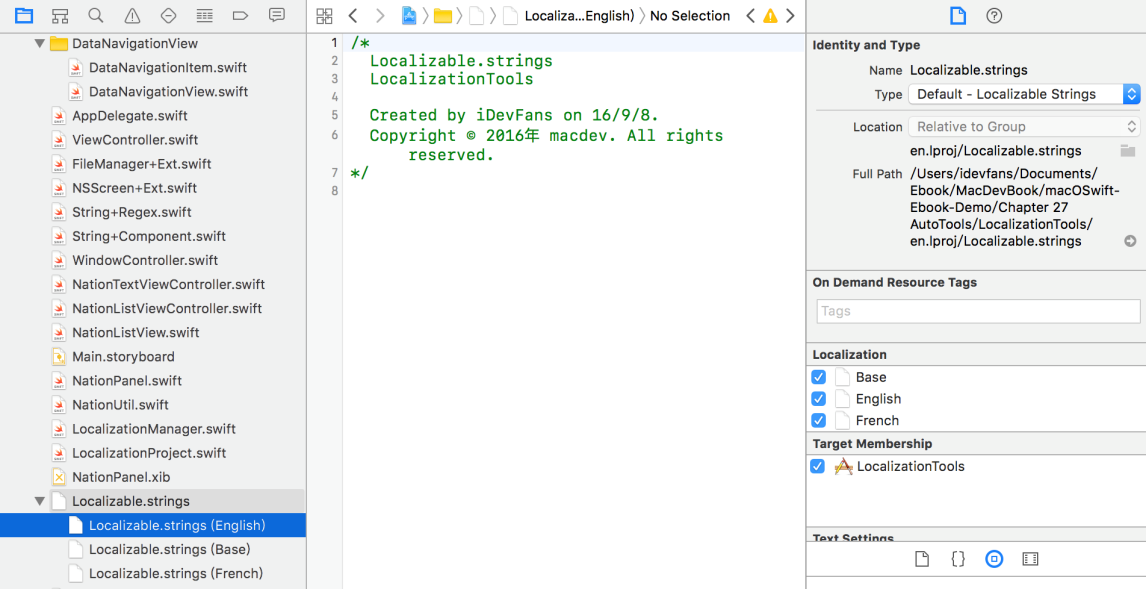 DataNavigationView
DataNavigationItem.swift
DataNavigationView.swift
AppDelegate.swift
ViewController.swift
FileManager+Ext.swift
NSScreen+Ext.swift
String+Regex.swift
String+Component.swift
WindowController.swift
NationTextViewController.swift
NationListViewController.swift
NationListView.swift
Main.storyboard
NationPanel.swift
NationUtil.swift
LocalizationManager.swift
LocalizationProject.swift
NationPanel.xib
Localizable.strings
Localizable.strings (English)
Localizable.strings (Base)
Localizable.strings (French)
Localiza...English) No Selection
1 /*
2 Localizable.strings
3 LocalizationTools
4
5 Created by iDevFans on 16/9/8.
6 Copyright © 2016年 macdev. All rights
reserved.
7 */
8
Identity and Type
Name Localizable.strings
Type Default - Localizable Strings
Location Relative to Group
en.lproj/Localizable.strings
Full Path /Users/idevfans/Documents/
Ebook/MacDevBook/macOSwift-
Ebook-Demo/Chapter 27
AutoTools/LocalizationTools/
en.lproj/Localizable.strings
On Demand Resource Tags
Tags
Localization
Base
English
French
Target Membership
LocalizationTools
Text Settings